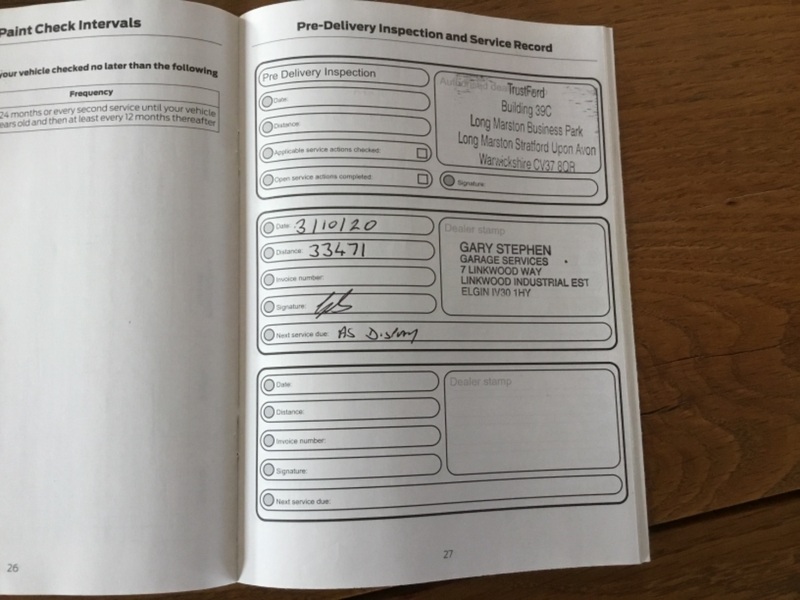 Paint Check Intervals
your vehicle checked no later than the following
Frequency
24 months or every second service until your vehicle
ears old and then at least every 12 months thereafter
26
Pre-Delivery Inspection and Service Record
Pre Delivery Inspection
Date:
Distance:
Applicable service actions checked:
Open service actions completed:
TrustFord
Building 39C
Long Marston Business Park
Long Marston Stratford Upon Avon
Warwickshire CV37 8QR
Signature:
Date: 3/10/20
Distance: 33471
Invoice number:
Signature:
Next service due: AS Display
Dealer stamp
GARY STEPHEN
GARAGE SERVICES
7 LINKWOOD WAY
LINKWOOD INDUSTRIAL EST
ELGIN IV30 1HY
Date:
Distance:
Invoice number:
Signature:
Next service due:
Dealer stamp
27